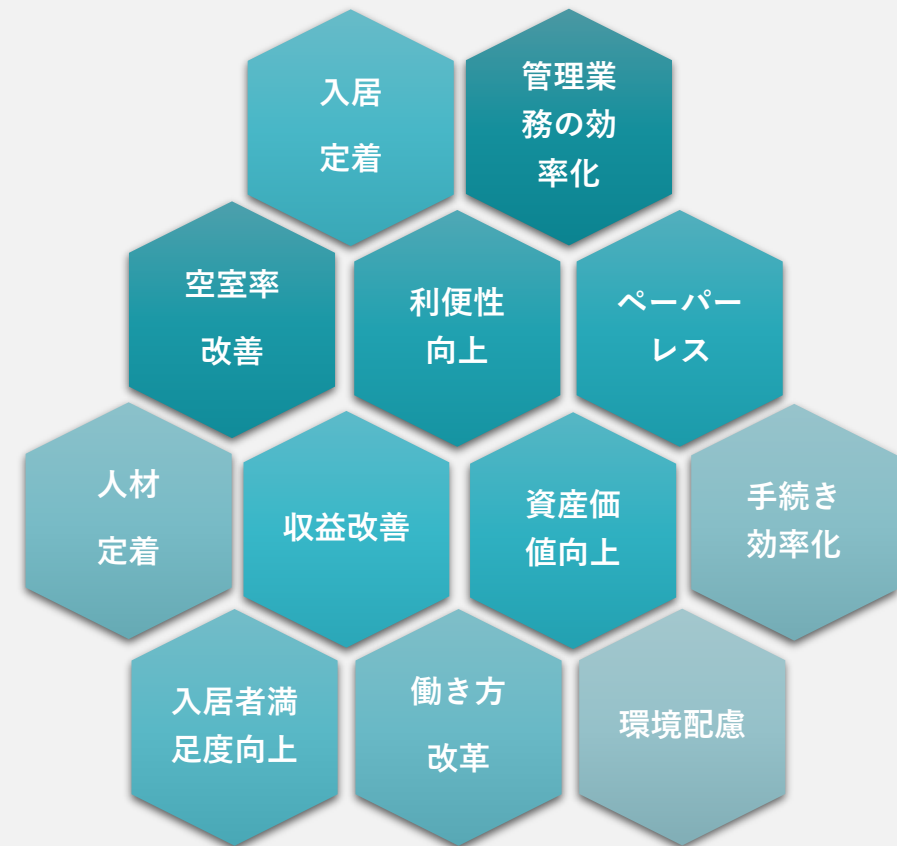 入居
定着
管理業
務の効
率化
空室率
改善
利便性
向上
ペーパー
レス
人材
定着
収益改善
資産価
値向上
手続き
効率化
入居者満
足度向上
働き方
改革
環境配慮